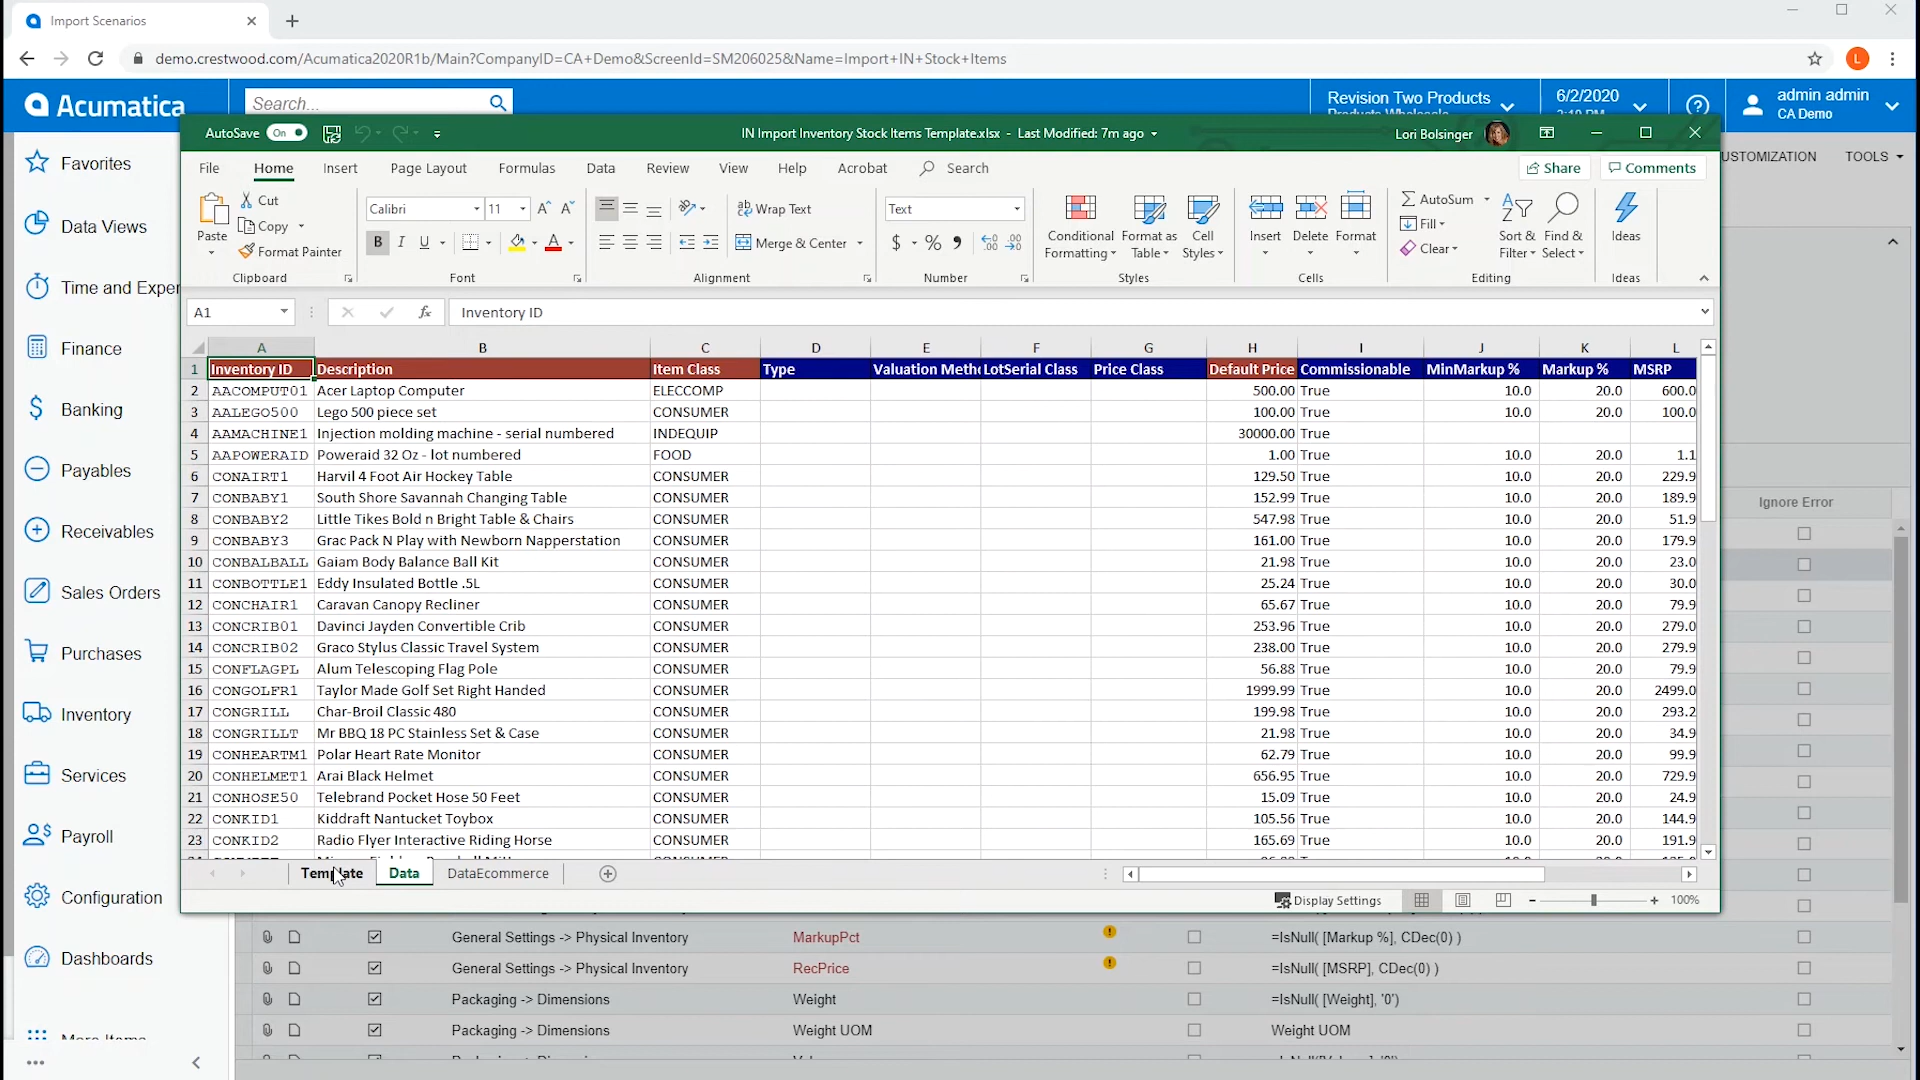 Import Scenarios
demo.crestwood.com/Acumatica2020R1b/Main?CompanyID=CA+Demo&ScreenId=SM206025&Name=Import+IN+Stock+Items
L
Acumatica
Search...
Revision Two Products
6/2/2020
admin admin
CA Demo
AutoSave On
IN Import Inventory Stock Items Template.xlsx - Last Modified: 7m ago
Lori Bolsinger
File Home Insert Page Layout Formulas Data Review View Help Acrobat Search
Share Comments
USTOMIZATION TOOLS
Paste Cut Copy Format Painter Clipboard
Calibri 11 B I U Font
Wrap Text Merge & Center Alignment
Text $ % Number
Conditional Formatting Format as Table Cell Styles Styles
Insert Delete Format Cells
AutoSum Fill Clear Sort & Filter Find & Select Editing
Ideas Ideas
A1 fx Inventory ID
A B C D E F G H I J K L
1 Inventory ID Description Item Class Type Valuation Meth LotSerial Class Price Class Default Price Commissionable MinMarkup % Markup % MSRP
2 AACOMPUT01 Acer Laptop Computer ELECCOMP 500.00 True 10.0 20.0 600.0
3 AALEGO500 Lego 500 piece set CONSUMER 100.00 True 10.0 20.0 100.0
4 AAMACHINE1 Injection molding machine - serial numbered INDEQUIP 30000.00 True
5 AAPOWERAID Poweraid 32 Oz - lot numbered FOOD 1.00 True 10.0 20.0 1.1
6 CONAIRT1 Harvil 4 Foot Air Hockey Table CONSUMER 129.50 True 10.0 20.0 229.9
7 CONBABY1 South Shore Savannah Changing Table CONSUMER 152.99 True 10.0 20.0 189.9
8 CONBABY2 Little Tikes Bold n Bright Table & Chairs CONSUMER 547.98 True 10.0 20.0 51.9
9 CONBABY3 Grac Pack N Play with Newborn Napperstation CONSUMER 161.00 True 10.0 20.0 179.9
10 CONBALBALL Gaiam Body Balance Ball Kit CONSUMER 21.98 True 10.0 20.0 23.0
11 CONBOTTLE1 Eddy Insulated Bottle .5L CONSUMER 25.24 True 10.0 20.0 30.0
12 CONCHAIR1 Caravan Canopy Recliner CONSUMER 65.67 True 10.0 20.0 79.9
13 CONCRIB01 Davinci Jayden Convertible Crib CONSUMER 253.96 True 10.0 20.0 279.0
14 CONCRIB02 Graco Stylus Classic Travel System CONSUMER 238.00 True 10.0 20.0 279.9
15 CONFLAGPL Alum Telescoping Flag Pole CONSUMER 56.88 True 10.0 20.0 79.9
16 CONGOLFR1 Taylor Made Golf Set Right Handed CONSUMER 1999.99 True 10.0 20.0 2499.0
17 CONGRILL Char-Broil Classic 480 CONSUMER 199.98 True 10.0 20.0 293.2
18 CONGRILLT Mr BBQ 18 PC Stainless Set & Case CONSUMER 21.98 True 10.0 20.0 34.9
19 CONHEARTM1 Polar Heart Rate Monitor CONSUMER 62.79 True 10.0 20.0 99.9
20 CONHELMET1 Arai Black Helmet CONSUMER 656.95 True 10.0 20.0 729.9
21 CONHOSE50 Telebrand Pocket Hose 50 Feet CONSUMER 15.09 True 10.0 20.0 24.9
22 CONKID1 Kiddraft Nantucket Toybox CONSUMER 105.56 True 10.0 20.0 144.9
23 CONKID2 Radio Flyer Interactive Riding Horse CONSUMER 165.69 True 10.0 20.0 191.9
Template Data DataEcommerce
Display Settings 100%
Favorites
Data Views
Time and Exper
Finance
Banking
Payables
Receivables
Sales Orders
Purchases
Inventory
Services
Payroll
Configuration
Dashboards
Ignore Error
General Settings -> Physical Inventory MarkupPct =IsNull( [Markup %], CDec(0) )
General Settings -> Physical Inventory RecPrice =IsNull( [MSRP], CDec(0) )
Packaging -> Dimensions Weight =IsNull( [Weight], '0')
Packaging -> Dimensions Weight UOM Weight UOM